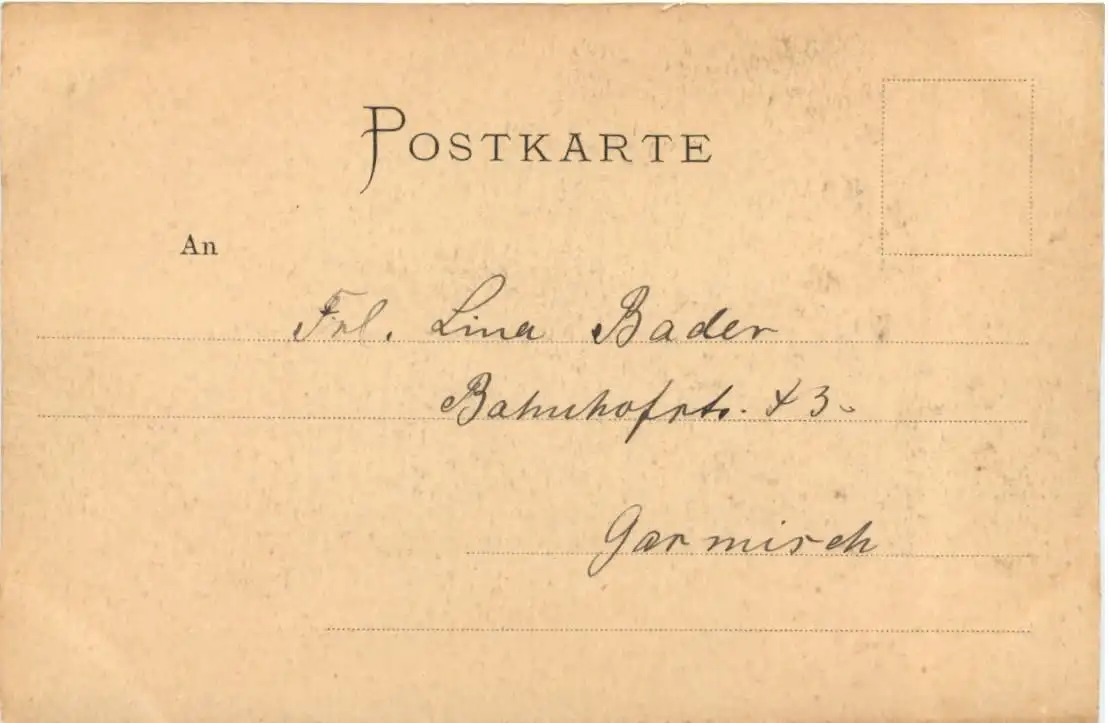 POSTKARTE
An
Frl. Lina Bader
Bahnhofstr. 43.
Garmisch